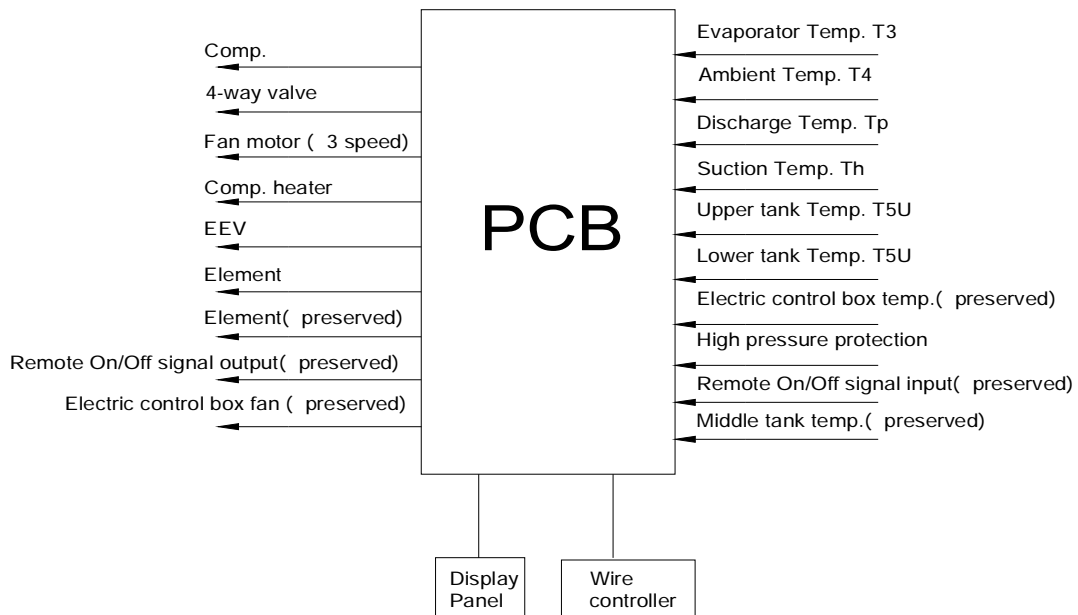 Comp.
4-way valve
Fan motor ( 3 speed)
Comp. heater
EEV
Element
Element( preserved)
Remote On/Off signal output( preserved)
Electric control box fan ( preserved)
PCB
Evaporator Temp. T3
Ambient Temp. T4
Discharge Temp. Tp
Suction Temp. Th
Upper tank Temp. T5U
Lower tank Temp. T5U
Electric control box temp.( preserved)
High pressure protection
Remote On/Off signal input( preserved)
Middle tank temp.( preserved)
Display
Panel
Wire
controller